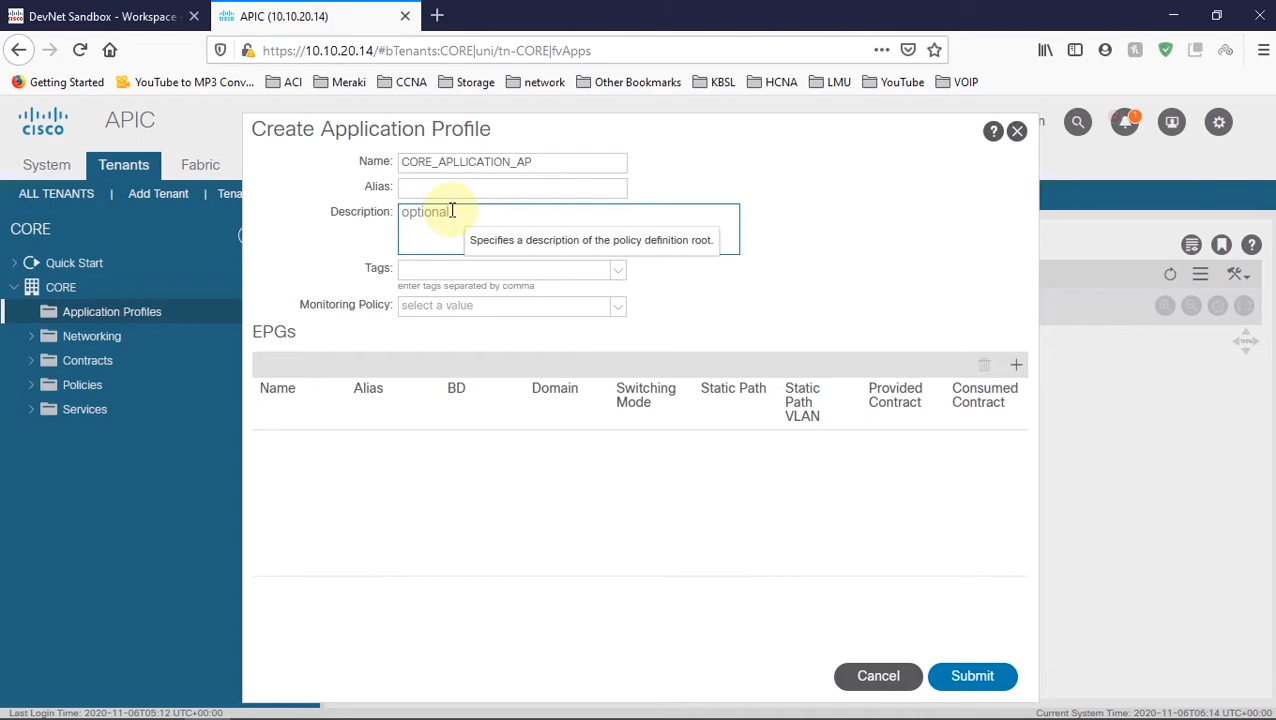 DevNet Sandbox - Workspace
APIC (10.10.20.14)
https://10.10.20.14/#bTenants:CORE|uni/tn-CORE|fvApps
Getting Started
YouTube to MP3 Conv...
ACI
Meraki
CCNA
Storage
network
Other Bookmarks
KBSL
HCNA
LMU
YouTube
VOIP
CISCO
APIC
1
System
Tenants
Fabric
ALL TENANTS
Add Tenant
CORE
Quick Start
CORE
Application Profiles
Networking
Contracts
Policies
Services
Create Application Profile
Name: CORE_APLLICATION_AP
Alias:
Description: optional
Specifies a description of the policy definition root.
Tags:
enter tags separated by comma
Monitoring Policy: select a value
EPGs
Name
Alias
BD
Domain
Switching
Mode
Static Path
Static
Path
VLAN
Provided
Contract
Consumed
Contract
100%
Cancel
Submit
Last Login Time: 2020-11-06T05:12 UTC+00:00
Current System Time: 2020-11-06T06:14 UTC+00:00